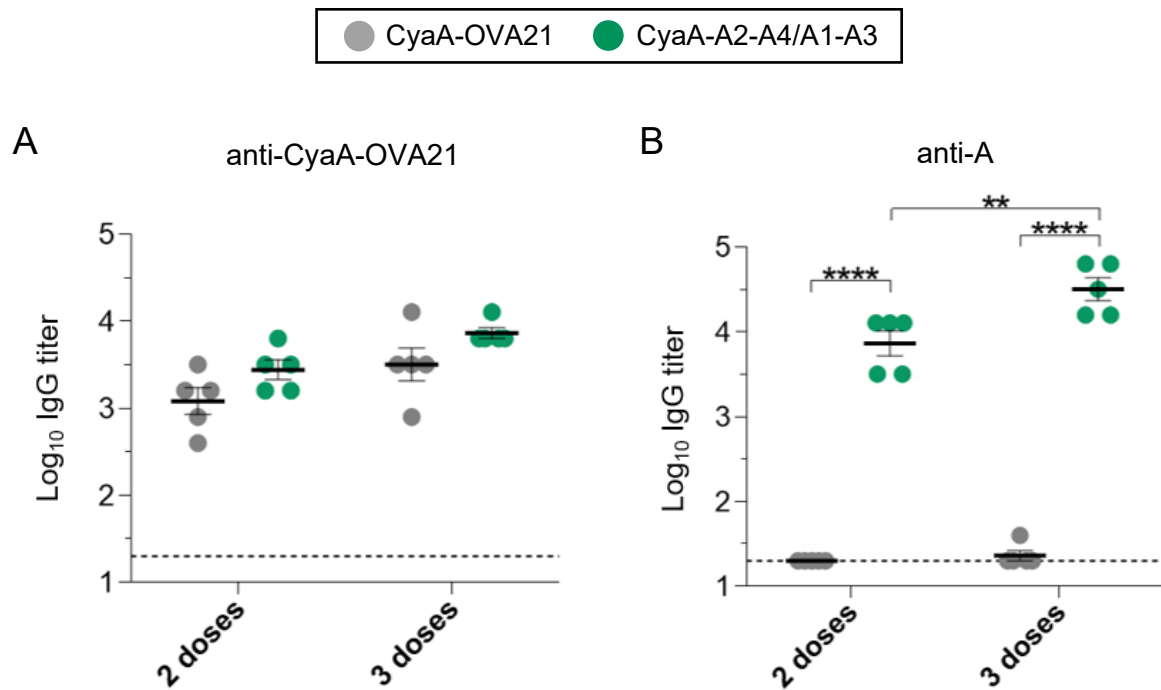 CyaA-OVA21 CyaA-A2-A4/A1-A3
A
anti-CyaA-OVA21
Log₁₀ IgG titer
5
4
3
2
1
2 doses
3 doses
B
anti-A
**
****
****
Log₁₀ IgG titer
5
4
3
2
1
2 doses
3 doses